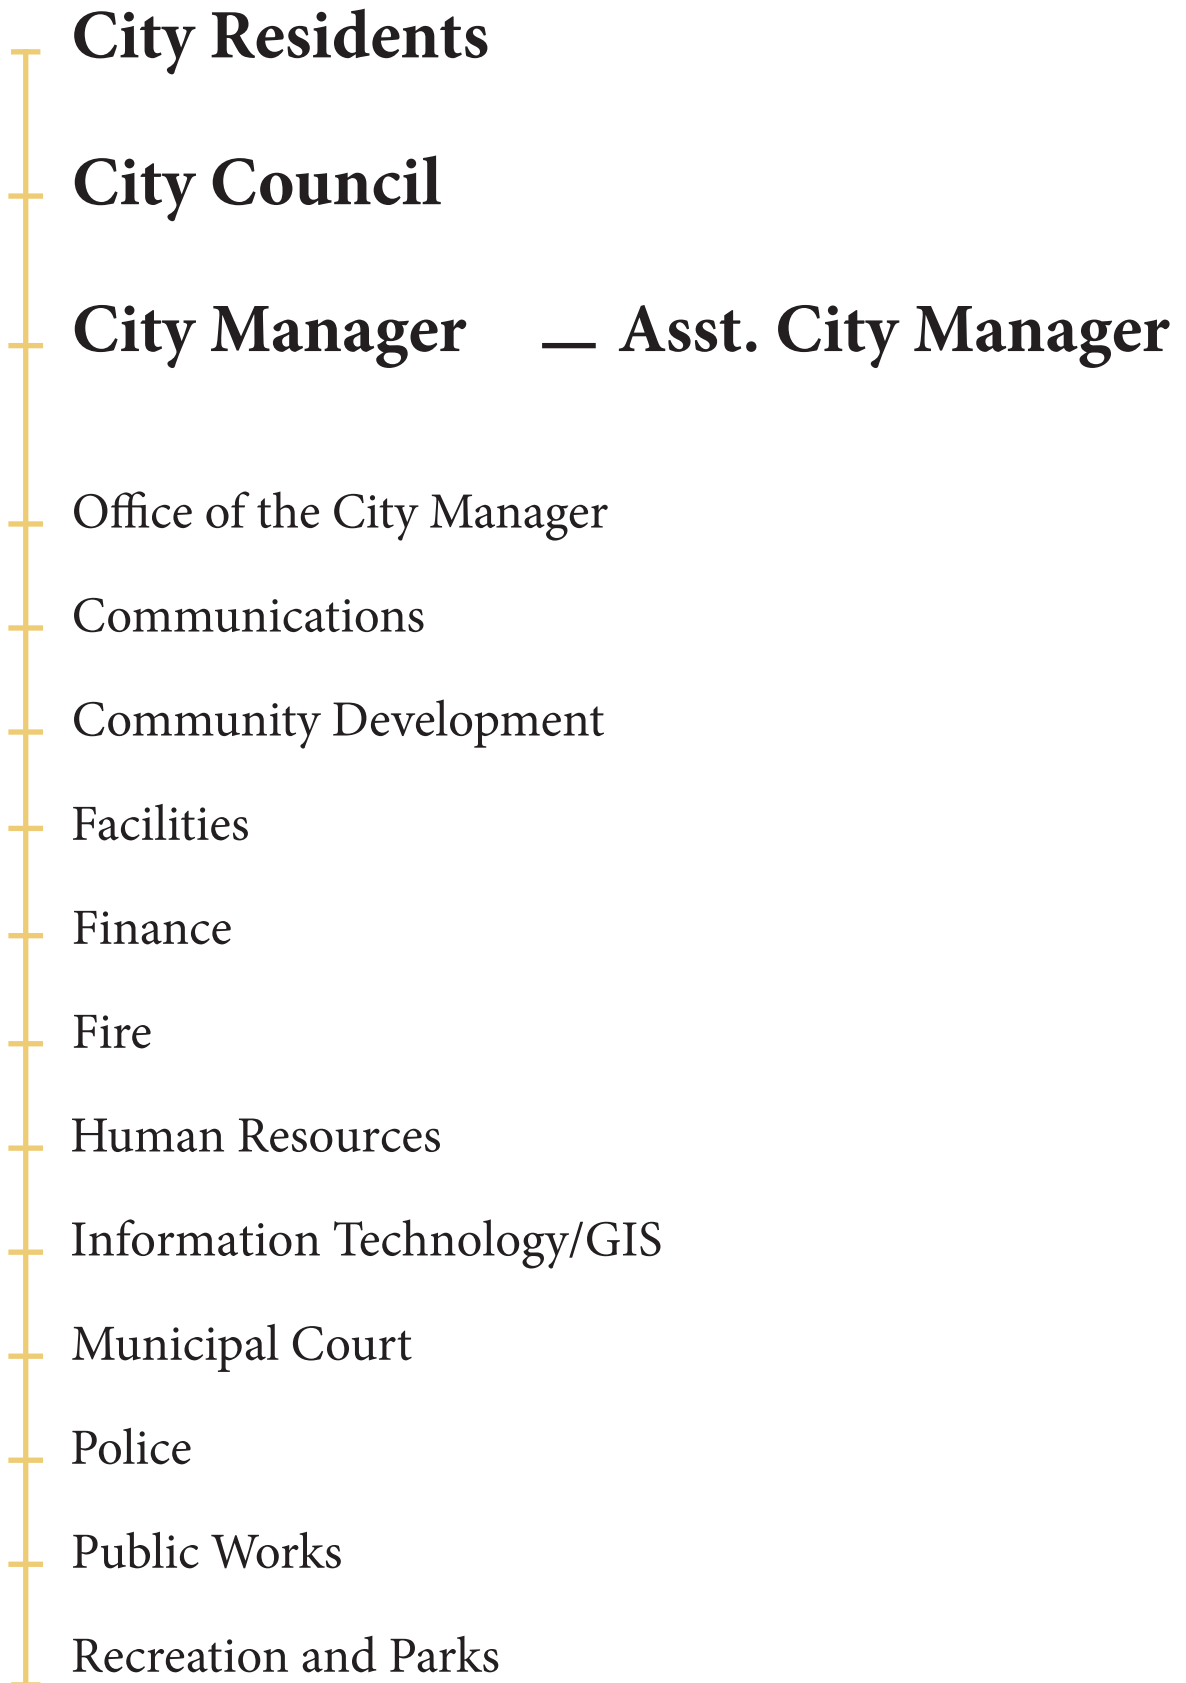 City Residents
City Council
City Manager — Asst. City Manager
Office of the City Manager
Communications
Community Development
Facilities
Finance
Fire
Human Resources
Information Technology/GIS
Municipal Court
Police
Public Works
Recreation and Parks